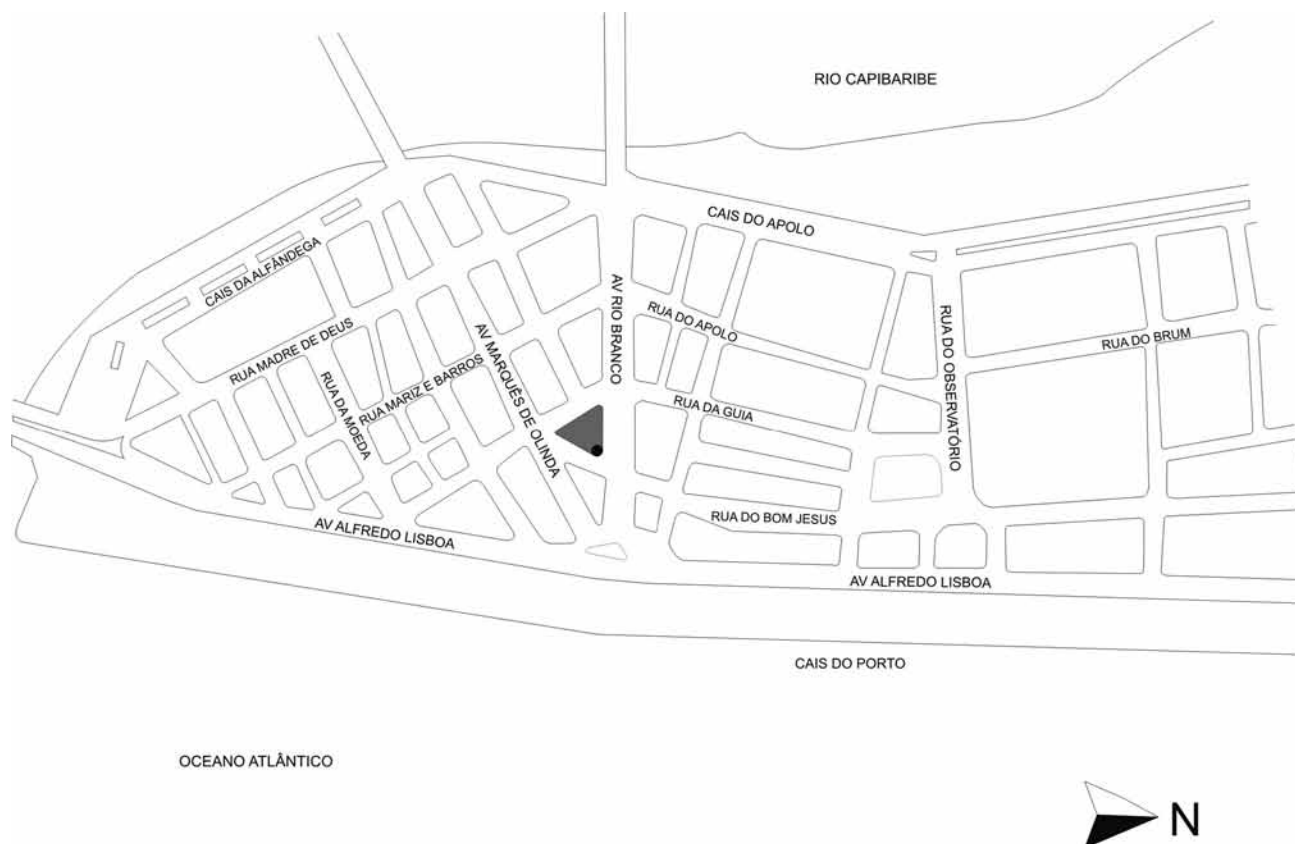 RIO CAPIBARIBE
CAIS DO APOLO
CAIS DA ALFÂNDEGA
AV RIO BRANCO
RUA DO APOLO
RUA DO OBSERVATÓRIO
RUA DO BRUM
RUA MADRE DE DEUS
AV MARQUÊS DE OLINDA
RUA MARIZ E BARROS
RUA DA MOEDA
RUA DA GUIA
RUA DO BOM JESUS
AV ALFREDO LISBOA
AV ALFREDO LISBOA
CAIS DO PORTO
OCEANO ATLÂNTICO
N